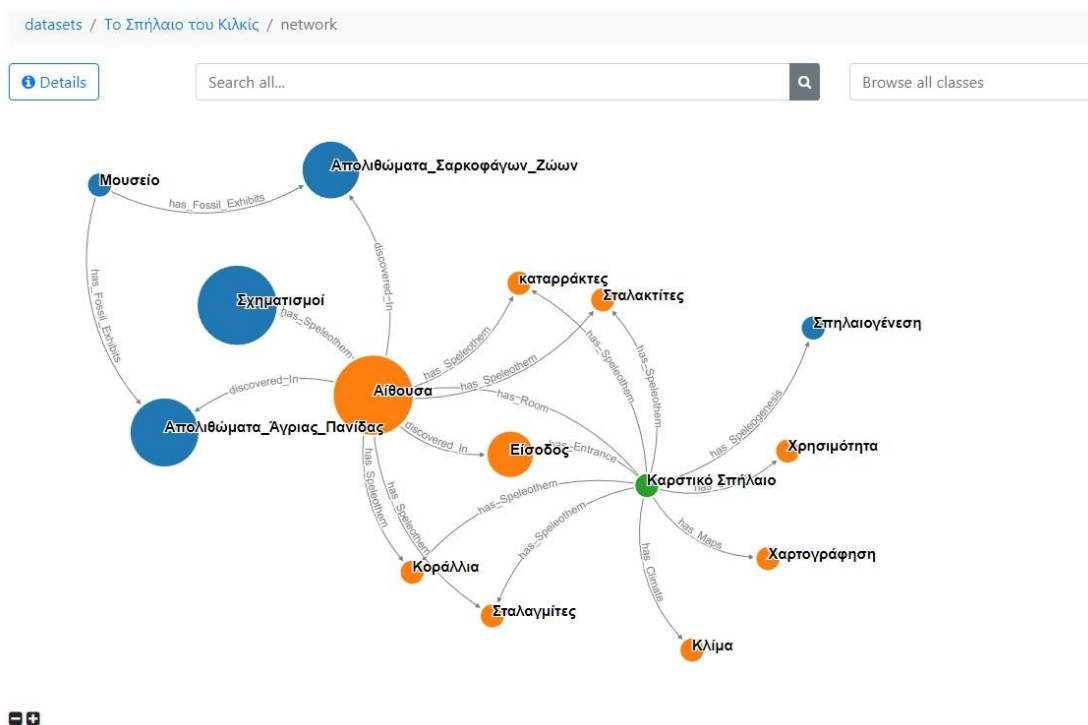 datasets / Το Σπήλαιο του Κιλκίς / network
Details
Search all...
Browse all classes
Μουσείο
Απολιθώματα_Σαρκοφάγων_Ζώων
has_Fossil_Exhibits
has_Fossil_Exhibits
discovered_In
Σχηματισμοί
has_Speleothem
καταρράκτες
Σταλακτίτες
Σπηλαιογένεση
has_Speleothem
has_Speleothem
has_Speleothem
has_Speleothem
discovered_In
Αίθουσα
has_Room
has_Speleogenesis
Απολιθώματα_Άγριας_Πανίδας
discovered_In
Είσοδος
has_Entrance
Χρησιμότητα
Καρστικό Σπήλαιο
has_
has_Speleothem
has_Speleothem
has_Speleothem
has_Speleothem
has_Maps
Κοράλλια
Χαρτογράφηση
has_Climate
Σταλαγμίτες
Κλίμα